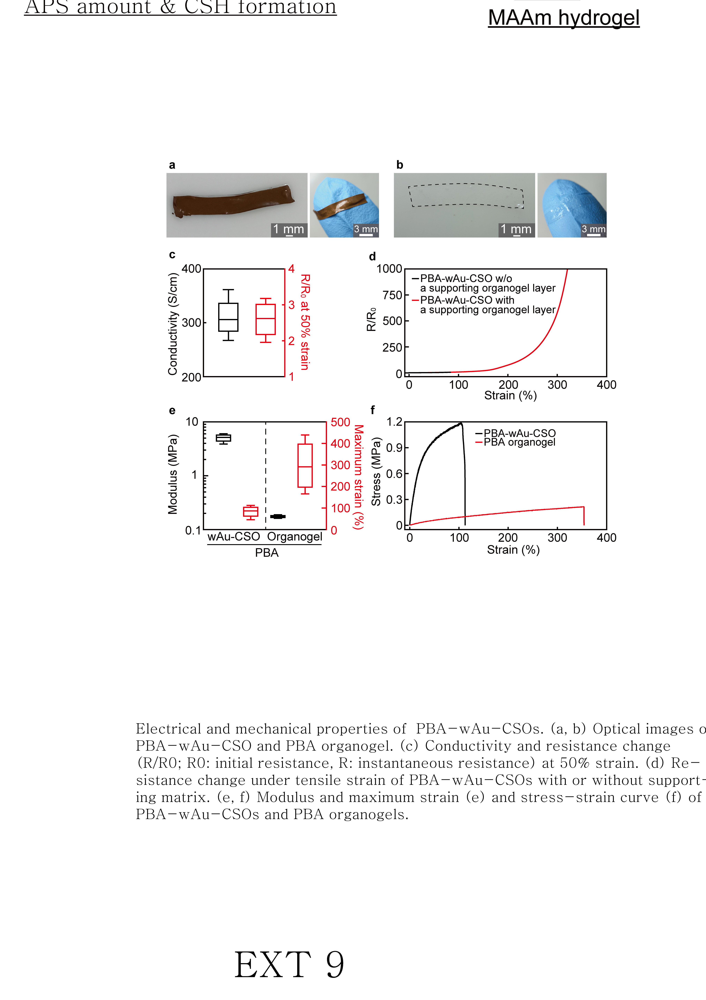 APS amount & CSH formation
MAAm hydrogel
a
b
1 mm
3 mm
1 mm
3 mm
c
d
400
300
200
Conductivity (S/cm)
4
3
2
1
R/R0 at 50% strain
1000
750
500
250
0
R/R0
PBA-wAu-CSO w/o
a supporting organogel layer
PBA-wAu-CSO with
a supporting organogel layer
0 100 200 300 400
Strain (%)
e
f
10
1
0.1
Modulus (MPa)
500
400
300
200
100
0
Maximum strain (%)
wAu-CSO Organogel
PBA
1.2
0.9
0.6
0.3
0
Stress (MPa)
PBA-wAu-CSO
PBA organogel
0 100 200 300 400
Strain (%)
Electrical and mechanical properties of PBA-wAu-CSOs. (a, b) Optical images o
PBA-wAu-CSO and PBA organogel. (c) Conductivity and resistance change
(R/R0; R0: initial resistance, R: instantaneous resistance) at 50% strain. (d) Re-
sistance change under tensile strain of PBA-wAu-CSOs with or without support-
ing matrix. (e, f) Modulus and maximum strain (e) and stress-strain curve (f) of
PBA-wAu-CSOs and PBA organogels.
EXT 9